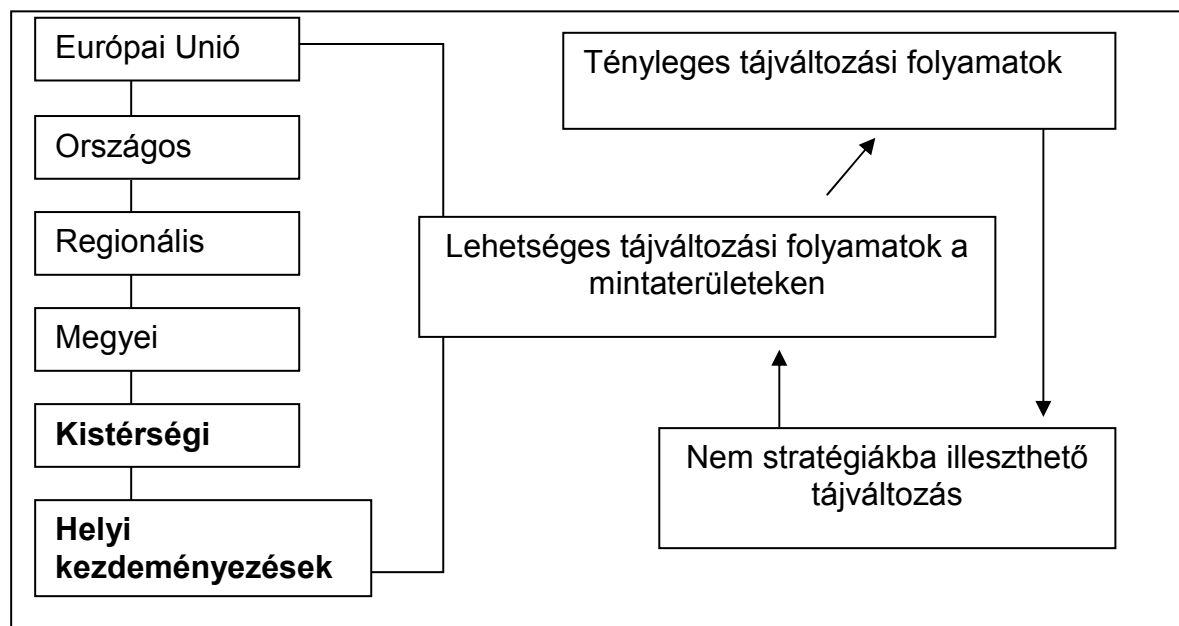 Európai Unió
Országos
Regionális
Megyei
Kistérségi
Helyi
kezdeményezések
Tényleges tájváltozási folyamatok
Lehetséges tájváltozási folyamatok a
mintaterületeken
Nem stratégiákba illeszthető
tájváltozás